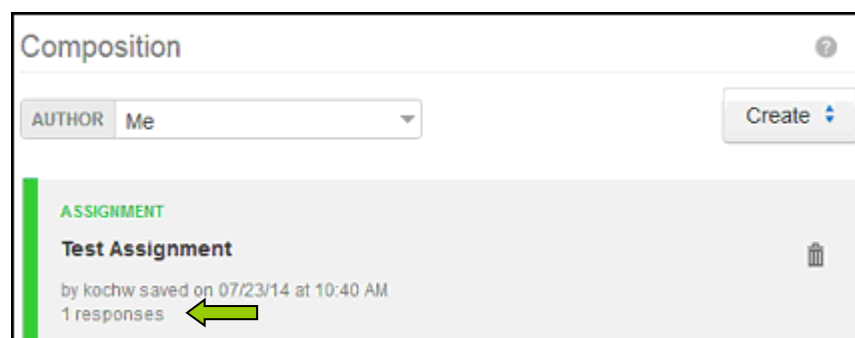 Composition
?
AUTHOR Me
Create
ASSIGNMENT
Test Assignment
by kochw saved on 07/23/14 at 10:40 AM
1 responses